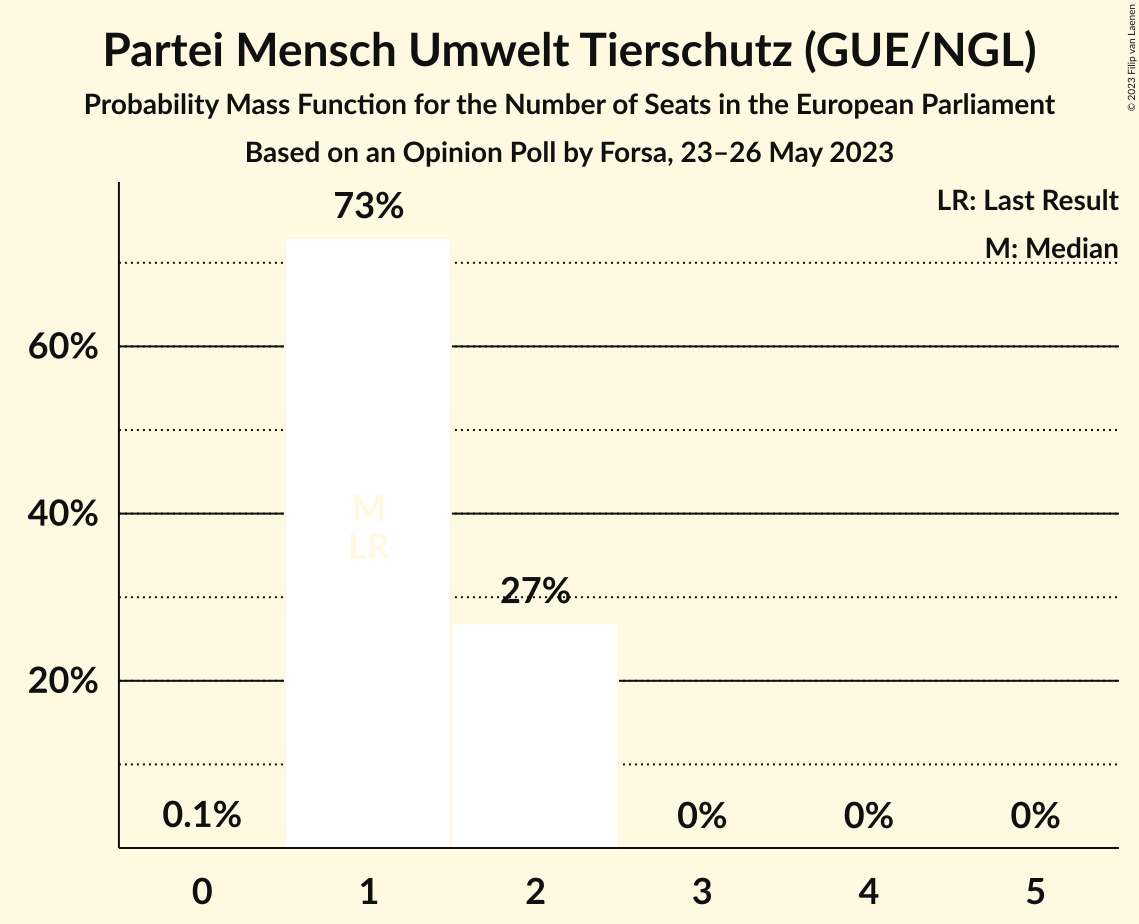 Partei Mensch Umwelt Tierschutz (GUE/NGL)
Probability Mass Function for the Number of Seats in the European Parliament
Based on an Opinion Poll by Forsa, 23–26 May 2023
© 2023 Filip van Laenen
LR: Last Result
M: Median
73%
60%
40%
M
LR
27%
20%
0.1%
0%
0%
0%
0
1
2
3
4
5